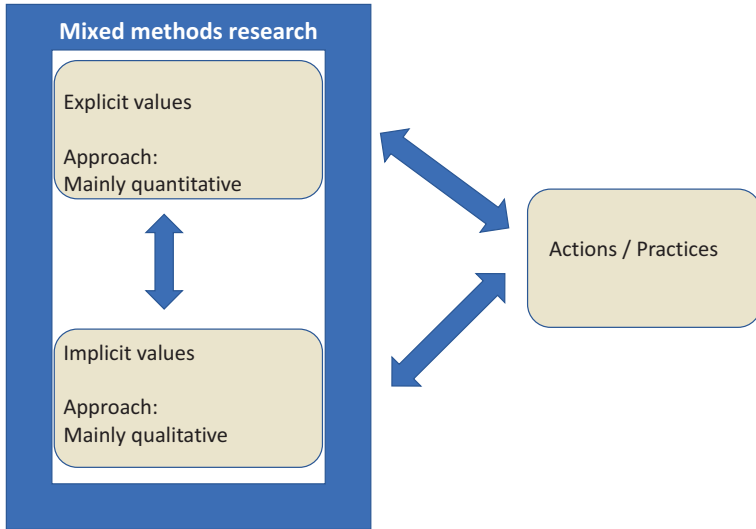 Mixed methods research
Explicit values
Approach:
Mainly quantitative
Implicit values
Approach:
Mainly qualitative
Actions / Practices